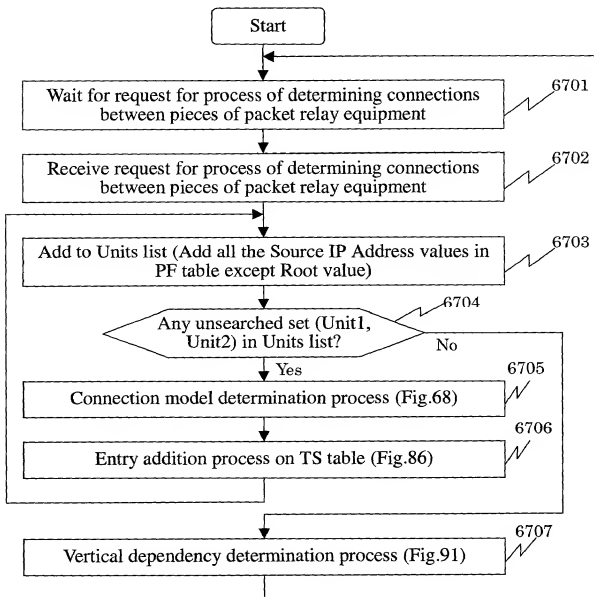 Start
Wait for request for process of determining connections
between pieces of packet relay equipment
6701
Receive request for process of determining connections
between pieces of packet relay equipment
6702
Add to Units list (Add all the Source IP Address values in
PF table except Root value)
6703
Any unsearched set (Unit1,
Unit2) in Units list?
6704
No
Yes
Connection model determination process (Fig.68)
6705
Entry addition process on TS table (Fig.86)
6706
Vertical dependency determination process (Fig.91)
6707